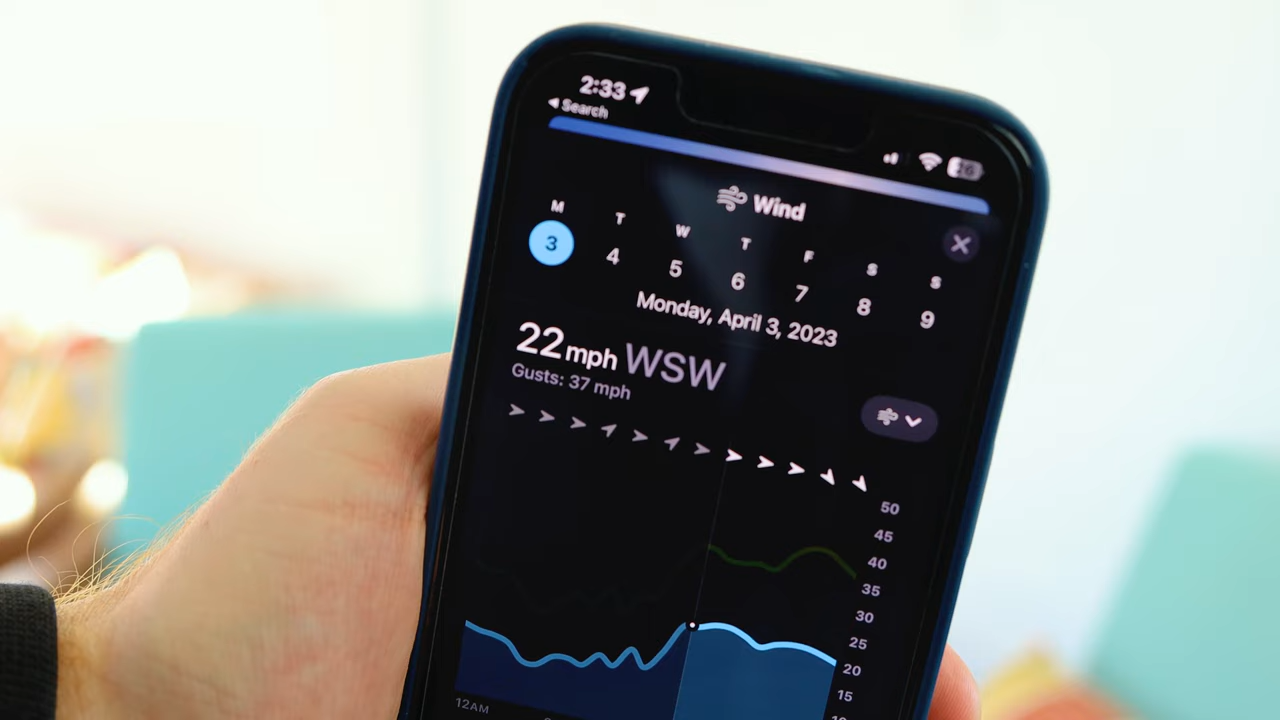 2:33
◀ Search
26
Wind
M T W T F S S
3 4 5 6 7 8 9
Monday, April 3, 2023
22 mph WSW
Gusts: 37 mph
50
45
40
35
30
25
20
15
12AM